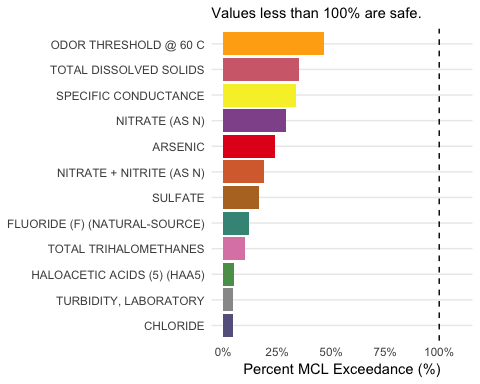 Values less than 100% are safe.
ODOR THRESHOLD @ 60 C
TOTAL DISSOLVED SOLIDS
SPECIFIC CONDUCTANCE
NITRATE (AS N)
ARSENIC
NITRATE + NITRITE (AS N)
SULFATE
FLUORIDE (F) (NATURAL-SOURCE)
TOTAL TRIHALOMETHANES
HALOACETIC ACIDS (5) (HAA5)
TURBIDITY, LABORATORY
CHLORIDE
0% 25% 50% 75% 100%
Percent MCL Exceedance (%)